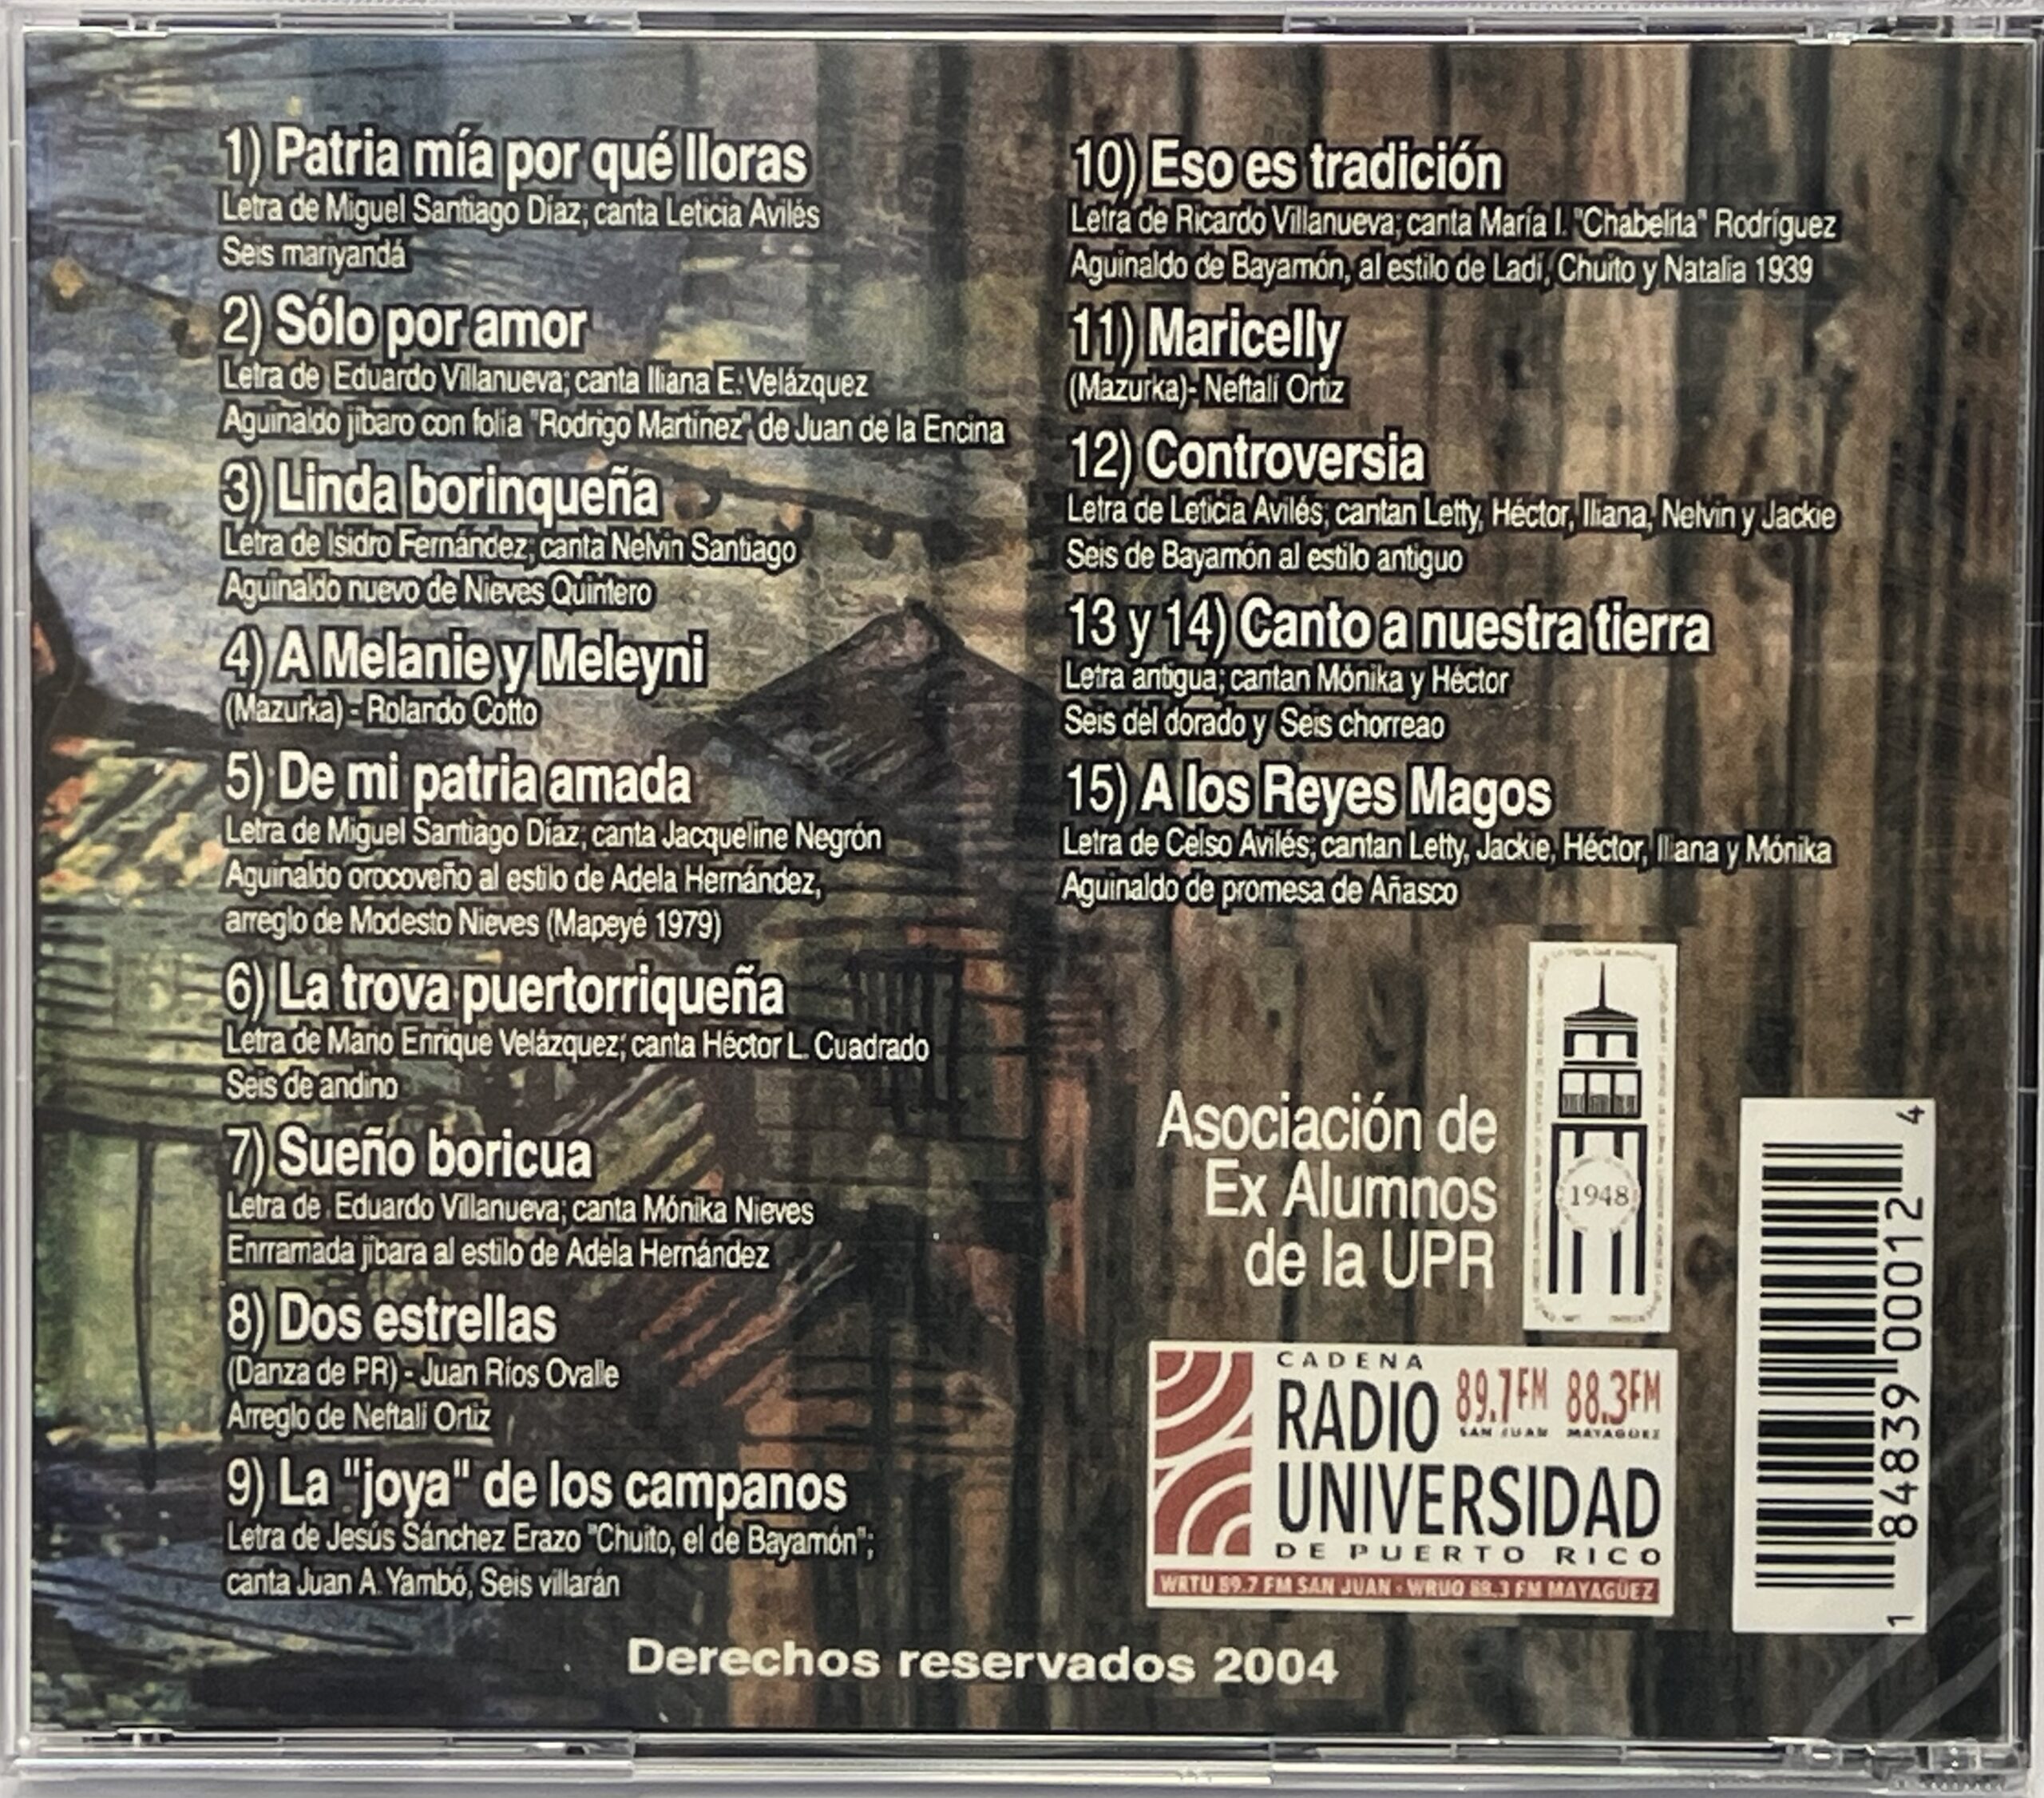 1) Patria mía por qué lloras
Letra de Miguel Santiago Díaz; canta Leticia Avilés
Seis mariyandá
2) Sólo por amor
Letra de Eduardo Villanueva; canta Iliana E. Velázquez
Aguinaldo jíbaro con folia "Rodrigo Martínez" de Juan de la Encina
3) Linda borinqueña
Letra de Isidro Fernández; canta Nelvin Santiago
Aguinaldo nuevo de Nieves Quintero
4) A Melanie y Meleyni
(Mazurka) - Rolando Cotto
5) De mi patria amada
Letra de Miguel Santiago Díaz; canta Jacqueline Negrón
Aguinaldo orocoveño al estilo de Adela Hernández,
arreglo de Modesto Nieves (Mapeyé 1979)
6) La trova puertorriqueña
Letra de Mano Enrique Velázquez; canta Héctor L. Cuadrado
Seis de andino
7) Sueño boricua
Letra de Eduardo Villanueva; canta Mónika Nieves
Enrramada jíbara al estilo de Adela Hernández
8) Dos estrellas
(Danza de PR) - Juan Ríos Ovalle
Arreglo de Neftalí Ortiz
9) La "joya" de los campanos
Letra de Jesús Sánchez Erazo "Chuito, el de Bayamón";
canta Juan A. Yambó, Seis villarán
10) Eso es tradición
Letra de Ricardo Villanueva; canta María I. "Chabelita" Rodríguez
Aguinaldo de Bayamón, al estilo de Ladí, Chuito y Natalia 1939
11) Maricelly
(Mazurka)- Neftalí Ortiz
12) Controversia
Letra de Leticia Avilés; cantan Letty, Héctor, Iliana, Nelvin y Jackie
Seis de Bayamón al estilo antiguo
13 y 14) Canto a nuestra tierra
Letra antigua; cantan Mónika y Héctor
Seis del dorado y Seis chorreao
15) A los Reyes Magos
Letra de Celso Avilés; cantan Letty, Jackie, Héctor, Iliana y Mónika
Aguinaldo de promesa de Añasco
Asociación de
Ex Alumnos
de la UPR
1948
CADENA
RADIO 89.7FM 88.3FM
SAN JUAN MAYAGÜEZ
UNIVERSIDAD
DE PUERTO RICO
WRTU 89.7 FM SAN JUAN · WRUO 88.3 FM MAYAGÜEZ
1 84839 00012 4
Derechos reservados 2004